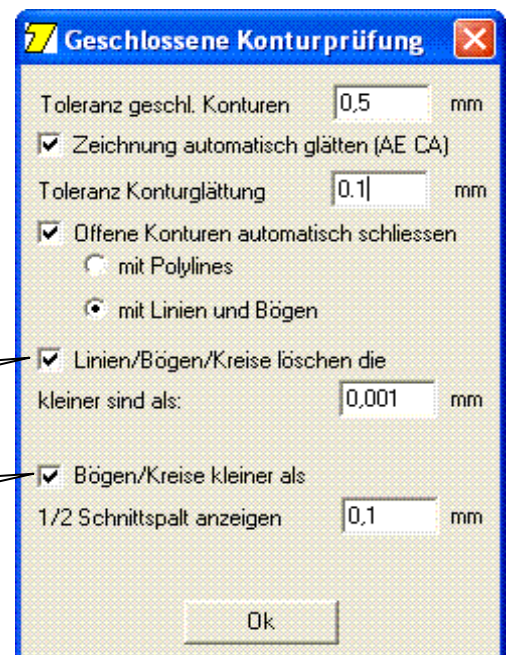 Geschlossene Konturprüfung
Toleranz geschl. Konturen 0,5 mm
Zeichnung automatisch glätten (AE CA)
Toleranz Konturglättung 0.1 mm
Offene Konturen automatisch schliessen
mit Polylines
mit Linien und Bögen
Linien/Bögen/Kreise löschen die
kleiner sind als: 0,001 mm
Bögen/Kreise kleiner als
1/2 Schnittspalt anzeigen 0,1 mm
Ok